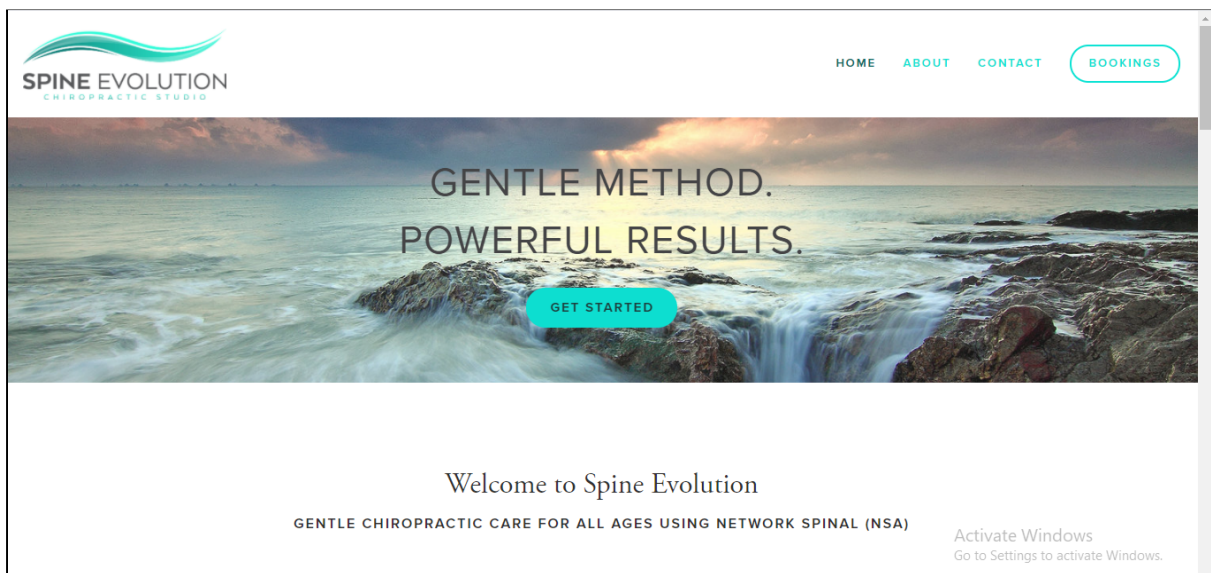 SPINE EVOLUTION
CHIROPRACTIC STUDIO
HOME ABOUT CONTACT BOOKINGS
GENTLE METHOD.
POWERFUL RESULTS.
GET STARTED
Welcome to Spine Evolution
GENTLE CHIROPRACTIC CARE FOR ALL AGES USING NETWORK SPINAL (NSA)
Activate Windows
Go to Settings to activate Windows.